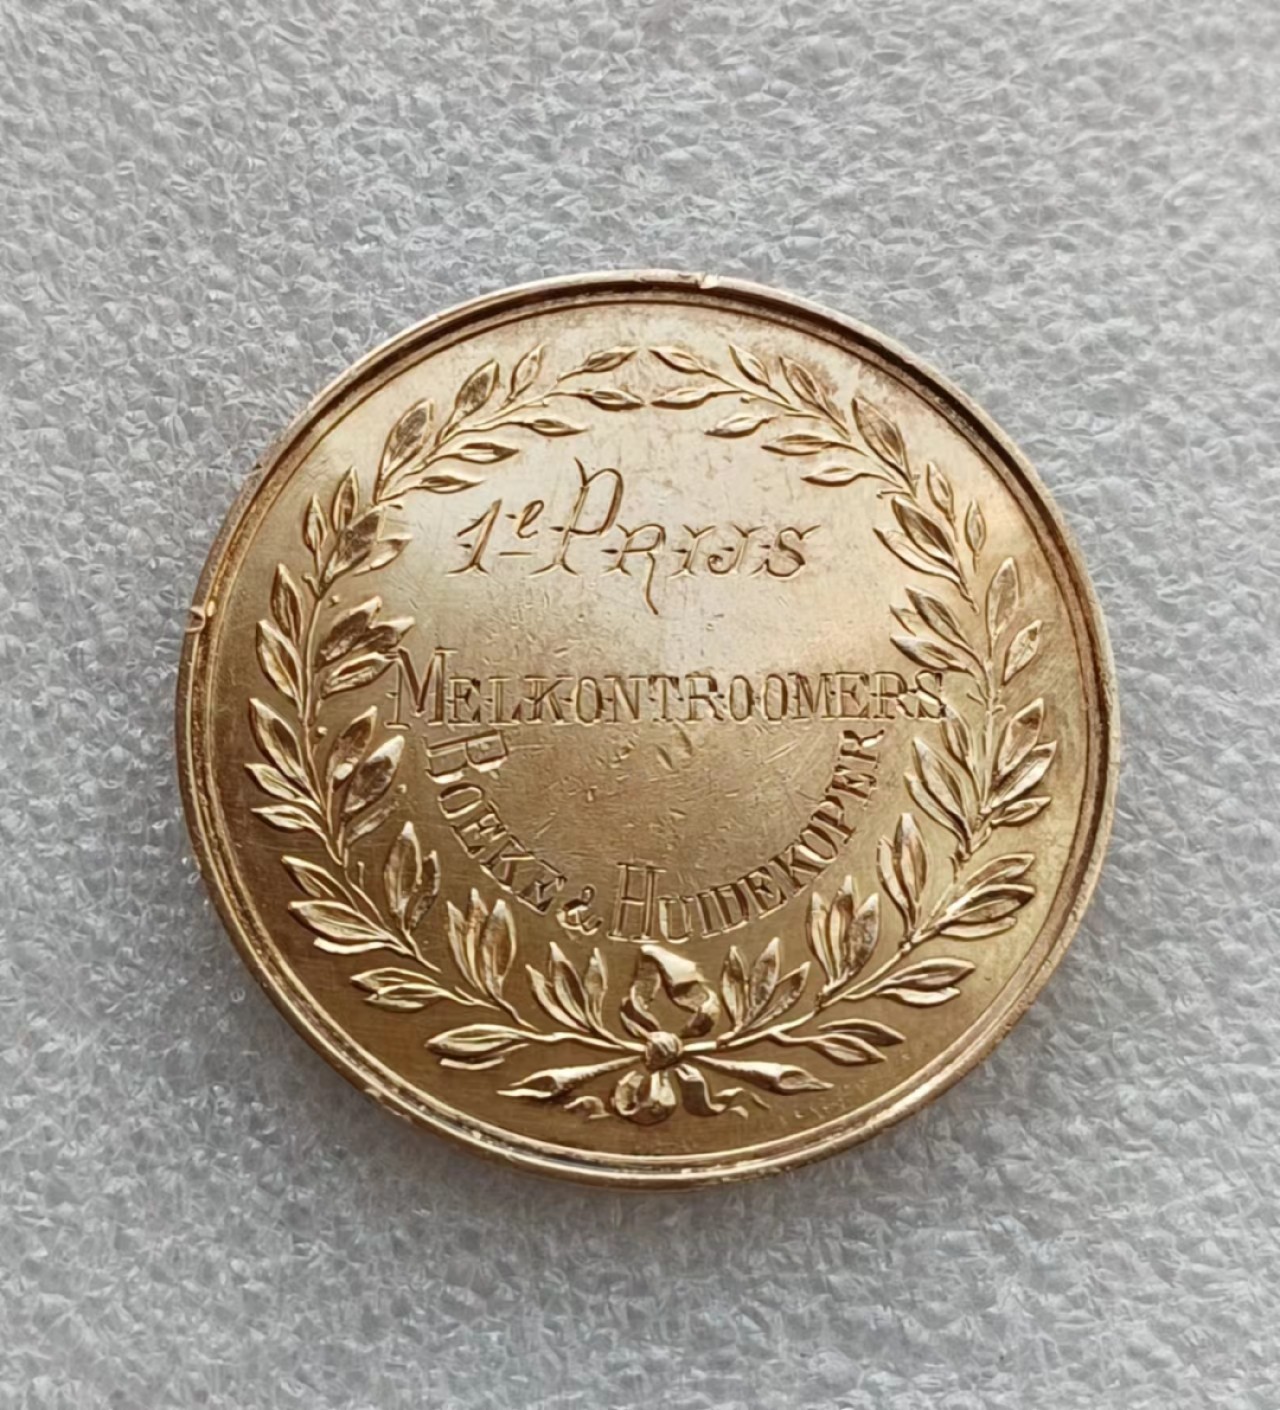 1e PRIJS
MELKONTROOMERS
BOEKE & HUIDEKOPER